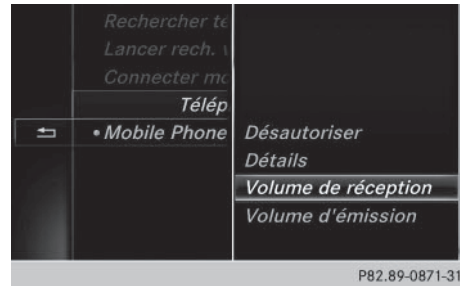 Rechercher te
Lancer rech. v
Connecter mo
Télép
• Mobile Phone
Désautoriser
Détails
Volume de réception
Volume d'émission
P82.89-0871-31